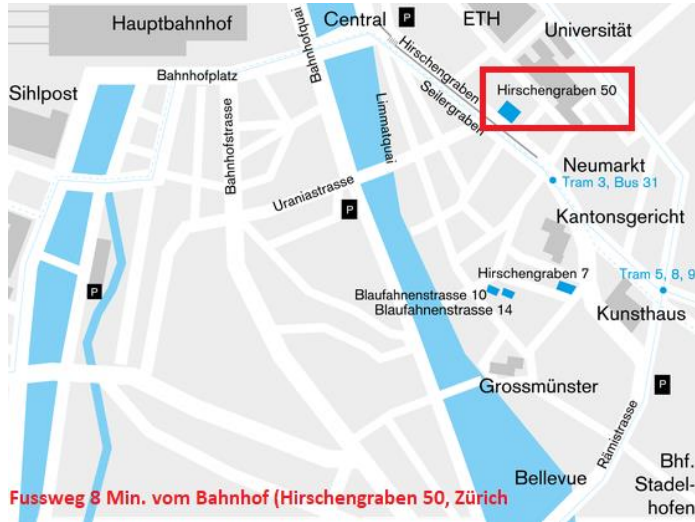 Hauptbahnhof
Central
P
ETH
Universität
Bahnhofquai
Hirschengraben
Seilergraben
Bahnhofplatz
Sihlpost
Hirschengraben 50
Limmatquai
Bahnhofstrasse
Neumarkt
Tram 3, Bus 31
Uraniastrasse
P
Kantonsgericht
Hirschengraben 7
Tram 5, 8, 9
P
Blaufahnenstrasse 10
Blaufahnenstrasse 14
Kunsthaus
Grossmünster
P
Rämistrasse
Bellevue
Bhf.
Stadel-
hofen
Fussweg 8 Min. vom Bahnhof (Hirschengraben 50, Zürich